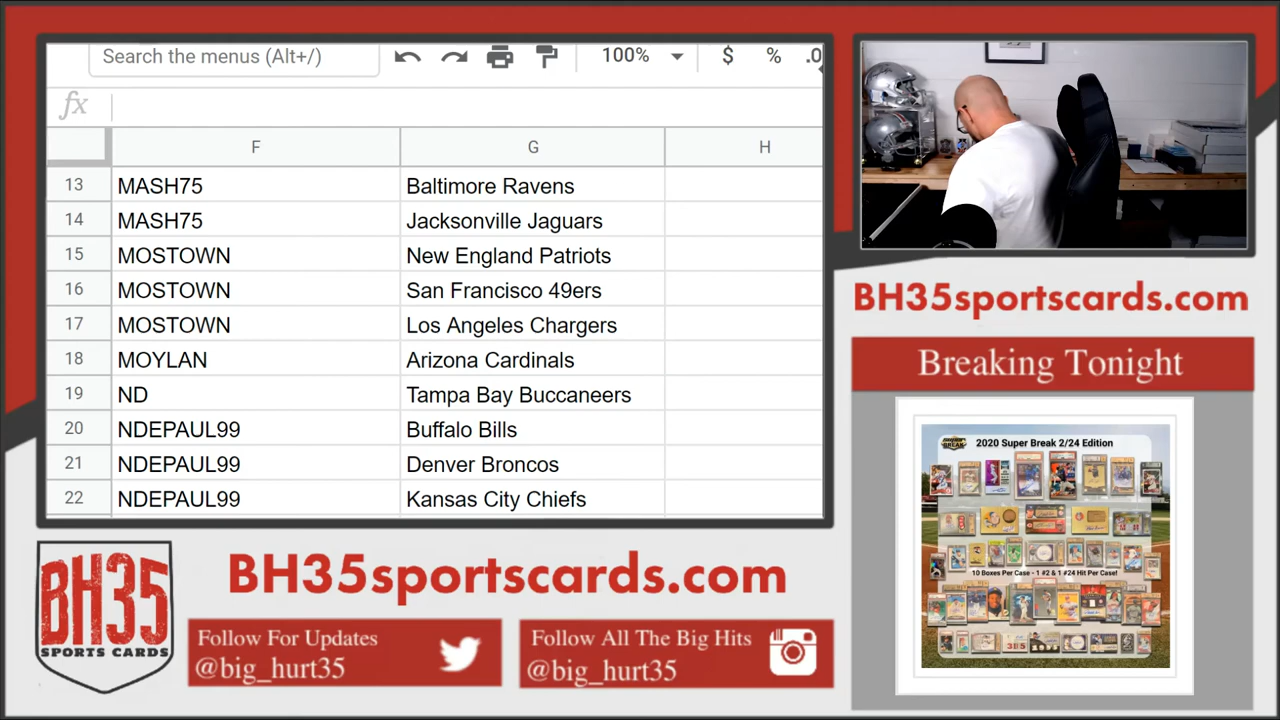 Search the menus (Alt+/)
100%
$
%
.0
fx
F
G
H
13
MASH75
Baltimore Ravens
14
MASH75
Jacksonville Jaguars
15
MOSTOWN
New England Patriots
16
MOSTOWN
San Francisco 49ers
17
MOSTOWN
Los Angeles Chargers
18
MOYLAN
Arizona Cardinals
19
ND
Tampa Bay Buccaneers
20
NDEPAUL99
Buffalo Bills
21
NDEPAUL99
Denver Broncos
22
NDEPAUL99
Kansas City Chiefs
BH35sportscards.com
Breaking Tonight
2020 Super Break 2/24 Edition
10 Boxes Per Case - 1 #2 & 1 #24 Hit Per Case!
BH35
SPORTS CARDS
BH35sportscards.com
Follow For Updates
@big_hurt35
Follow All The Big Hits
@big_hurt35